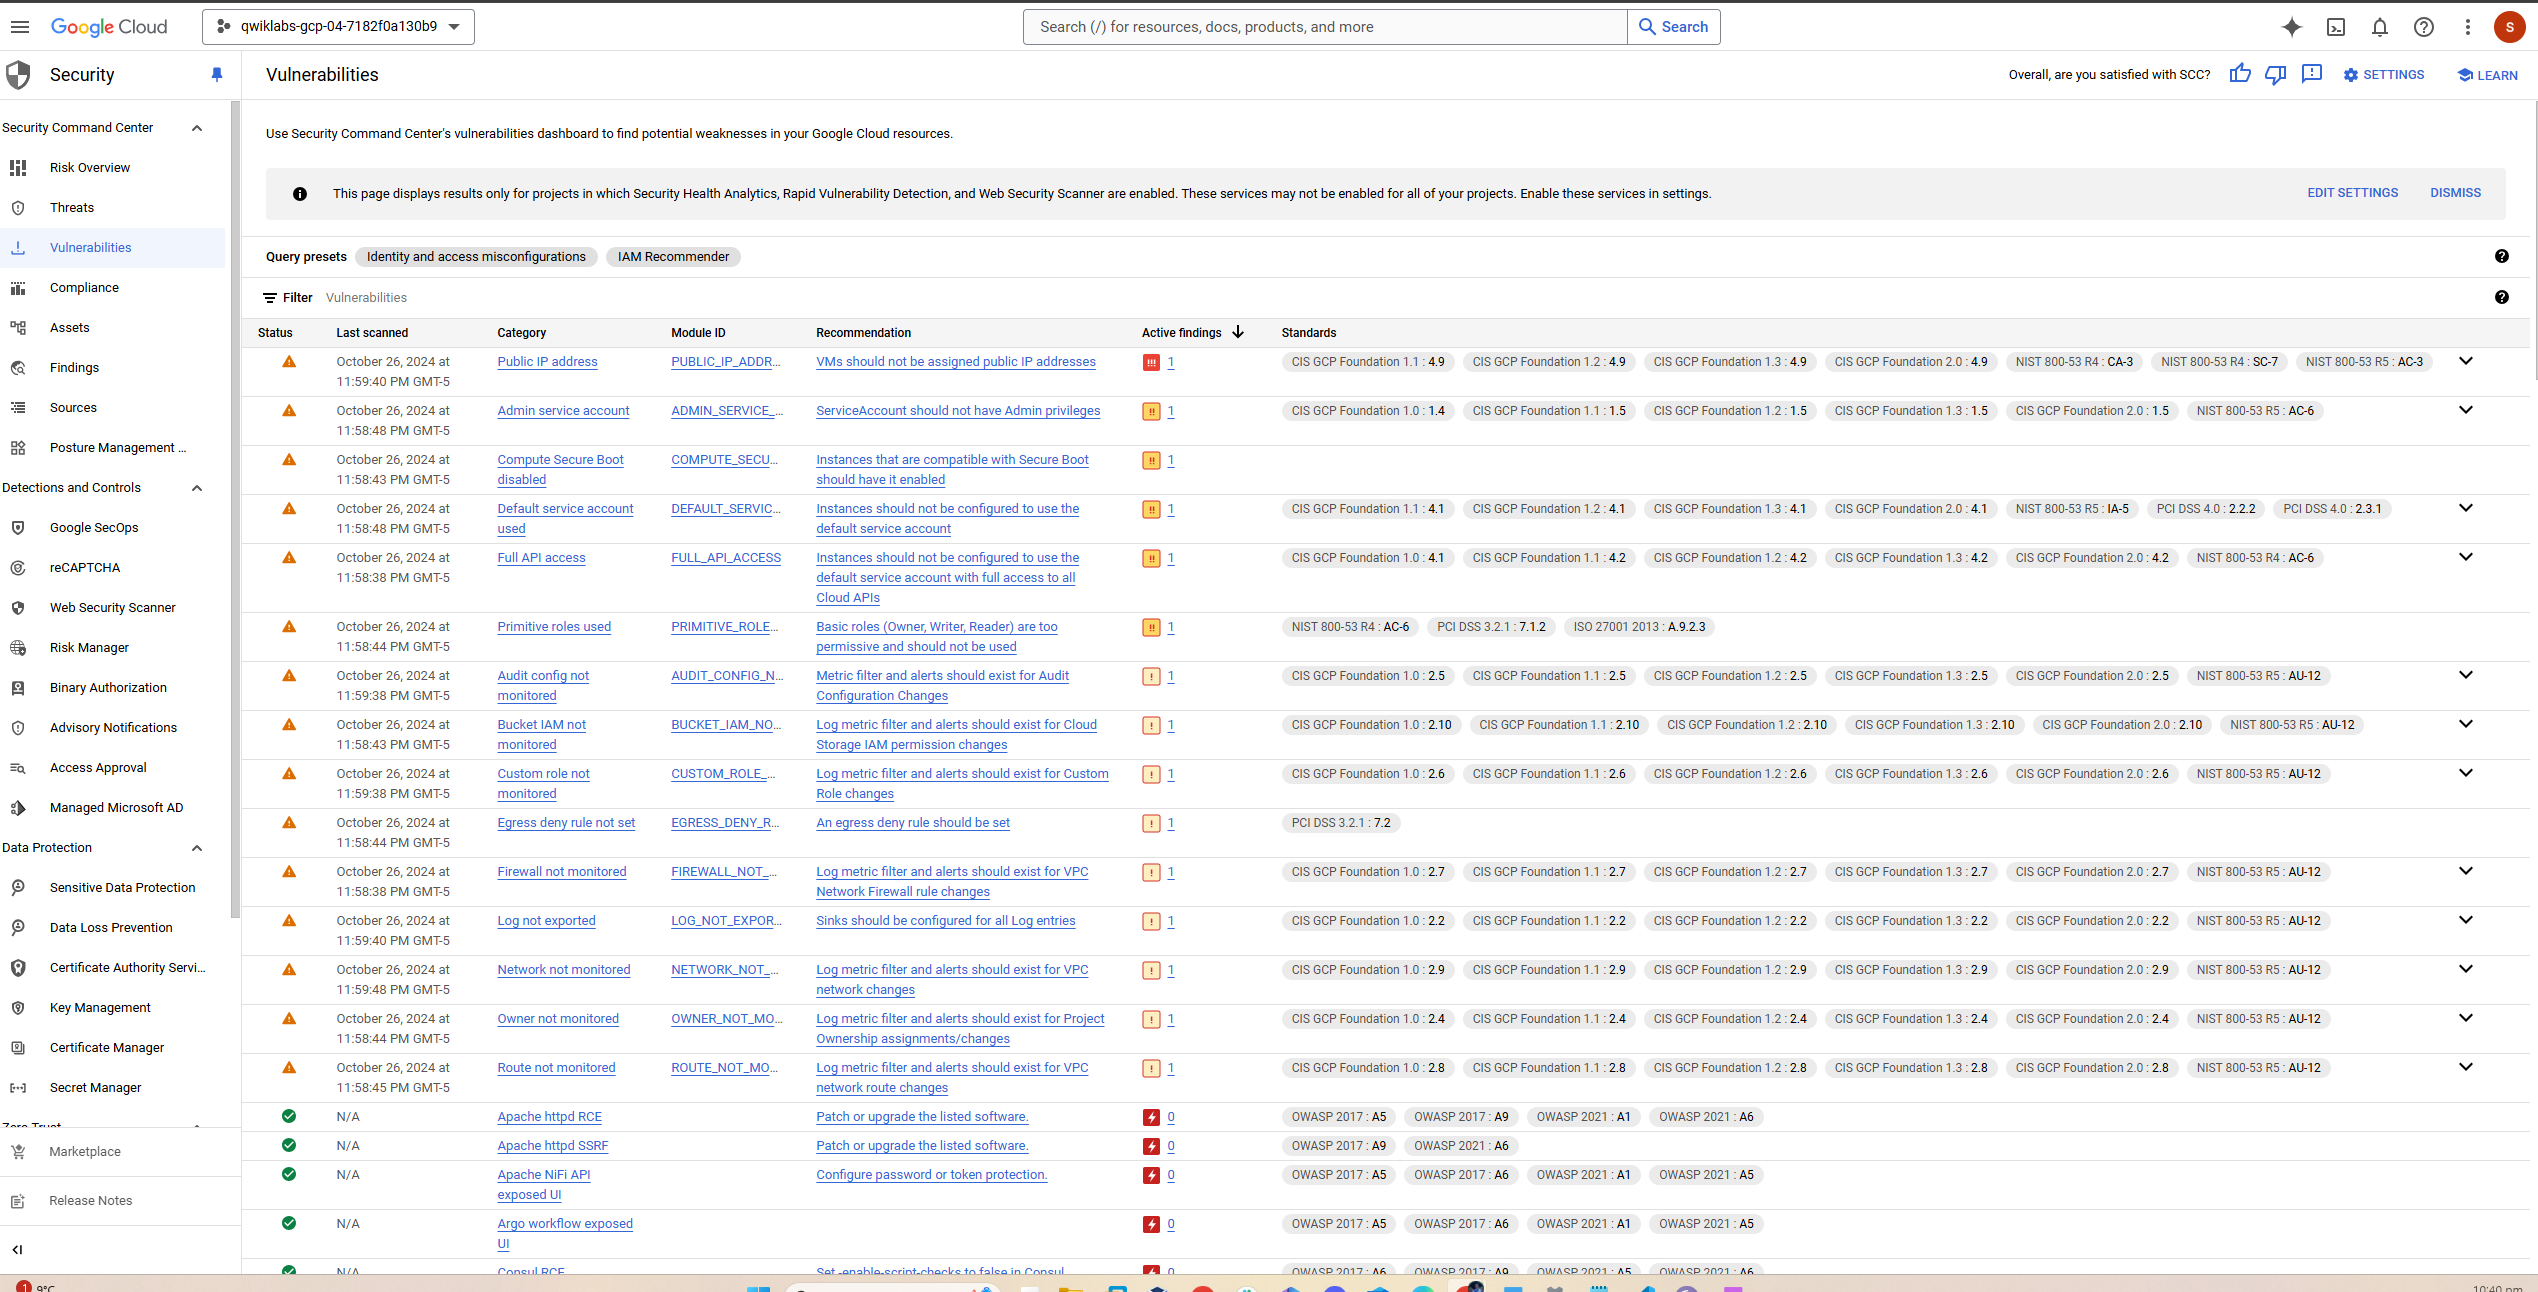 Google Cloud
qwiklabs-gcp-04-7182f0a130b9
Search (/) for resources, docs, products, and more
Search
S
Security
Vulnerabilities
Overall, are you satisfied with SCC?
SETTINGS
LEARN
Security Command Center
Risk Overview
Threats
Vulnerabilities
Compliance
Assets
Findings
Sources
Posture Management ...
Detections and Controls
Google SecOps
reCAPTCHA
Web Security Scanner
Risk Manager
Binary Authorization
Advisory Notifications
Access Approval
Managed Microsoft AD
Data Protection
Sensitive Data Protection
Data Loss Prevention
Certificate Authority Servi...
Key Management
Certificate Manager
Secret Manager
Zero Trust
Marketplace
Release Notes
Use Security Command Center's vulnerabilities dashboard to find potential weaknesses in your Google Cloud resources.
This page displays results only for projects in which Security Health Analytics, Rapid Vulnerability Detection, and Web Security Scanner are enabled. These services may not be enabled for all of your projects. Enable these services in settings.
EDIT SETTINGS
DISMISS
Query presets Identity and access misconfigurations IAM Recommender
Filter Vulnerabilities
Status Last scanned Category Module ID Recommendation Active findings Standards
October 26, 2024 at Public IP address PUBLIC_IP_ADDR... VMs should not be assigned public IP addresses 1 CIS GCP Foundation 1.1 : 4.9 CIS GCP Foundation 1.2 : 4.9 CIS GCP Foundation 1.3 : 4.9 CIS GCP Foundation 2.0 : 4.9 NIST 800-53 R4 : CA-3 NIST 800-53 R4 : SC-7 NIST 800-53 R5 : AC-3
11:59:40 PM GMT-5
October 26, 2024 at Admin service account ADMIN_SERVICE_... ServiceAccount should not have Admin privileges 1 CIS GCP Foundation 1.0 : 1.4 CIS GCP Foundation 1.1 : 1.5 CIS GCP Foundation 1.2 : 1.5 CIS GCP Foundation 1.3 : 1.5 CIS GCP Foundation 2.0 : 1.5 NIST 800-53 R5 : AC-6
11:58:48 PM GMT-5
October 26, 2024 at Compute Secure Boot COMPUTE_SECU... Instances that are compatible with Secure Boot 1
11:58:43 PM GMT-5 disabled should have it enabled
October 26, 2024 at Default service account DEFAULT_SERVIC... Instances should not be configured to use the 1 CIS GCP Foundation 1.1 : 4.1 CIS GCP Foundation 1.2 : 4.1 CIS GCP Foundation 1.3 : 4.1 CIS GCP Foundation 2.0 : 4.1 NIST 800-53 R5 : IA-5 PCI DSS 4.0 : 2.2.2 PCI DSS 4.0 : 2.3.1
11:58:48 PM GMT-5 used default service account
October 26, 2024 at Full API access FULL_API_ACCESS Instances should not be configured to use the 1 CIS GCP Foundation 1.0 : 4.1 CIS GCP Foundation 1.1 : 4.2 CIS GCP Foundation 1.2 : 4.2 CIS GCP Foundation 1.3 : 4.2 CIS GCP Foundation 2.0 : 4.2 NIST 800-53 R4 : AC-6
11:58:38 PM GMT-5 default service account with full access to all
Cloud APIs
October 26, 2024 at Primitive roles used PRIMITIVE_ROLE... Basic roles (Owner, Writer, Reader) are too 1 NIST 800-53 R4 : AC-6 PCI DSS 3.2.1 : 7.1.2 ISO 27001 2013 : A.9.2.3
11:58:44 PM GMT-5 permissive and should not be used
October 26, 2024 at Audit config not AUDIT_CONFIG_N... Metric filter and alerts should exist for Audit 1 CIS GCP Foundation 1.0 : 2.5 CIS GCP Foundation 1.1 : 2.5 CIS GCP Foundation 1.2 : 2.5 CIS GCP Foundation 1.3 : 2.5 CIS GCP Foundation 2.0 : 2.5 NIST 800-53 R5 : AU-12
11:59:38 PM GMT-5 monitored Configuration Changes
October 26, 2024 at Bucket IAM not BUCKET_IAM_NO... Log metric filter and alerts should exist for Cloud 1 CIS GCP Foundation 1.0 : 2.10 CIS GCP Foundation 1.1 : 2.10 CIS GCP Foundation 1.2 : 2.10 CIS GCP Foundation 1.3 : 2.10 CIS GCP Foundation 2.0 : 2.10 NIST 800-53 R5 : AU-12
11:58:43 PM GMT-5 monitored Storage IAM permission changes
October 26, 2024 at Custom role not CUSTOM_ROLE_... Log metric filter and alerts should exist for Custom 1 CIS GCP Foundation 1.0 : 2.6 CIS GCP Foundation 1.1 : 2.6 CIS GCP Foundation 1.2 : 2.6 CIS GCP Foundation 1.3 : 2.6 CIS GCP Foundation 2.0 : 2.6 NIST 800-53 R5 : AU-12
11:59:38 PM GMT-5 monitored Role changes
October 26, 2024 at Egress deny rule not set EGRESS_DENY_R... An egress deny rule should be set 1 PCI DSS 3.2.1 : 7.2
11:58:44 PM GMT-5
October 26, 2024 at Firewall not monitored FIREWALL_NOT_... Log metric filter and alerts should exist for VPC 1 CIS GCP Foundation 1.0 : 2.7 CIS GCP Foundation 1.1 : 2.7 CIS GCP Foundation 1.2 : 2.7 CIS GCP Foundation 1.3 : 2.7 CIS GCP Foundation 2.0 : 2.7 NIST 800-53 R5 : AU-12
11:58:38 PM GMT-5 Network Firewall rule changes
October 26, 2024 at Log not exported LOG_NOT_EXPOR... Sinks should be configured for all Log entries 1 CIS GCP Foundation 1.0 : 2.2 CIS GCP Foundation 1.1 : 2.2 CIS GCP Foundation 1.2 : 2.2 CIS GCP Foundation 1.3 : 2.2 CIS GCP Foundation 2.0 : 2.2 NIST 800-53 R5 : AU-12
11:59:40 PM GMT-5
October 26, 2024 at Network not monitored NETWORK_NOT_... Log metric filter and alerts should exist for VPC 1 CIS GCP Foundation 1.0 : 2.9 CIS GCP Foundation 1.1 : 2.9 CIS GCP Foundation 1.2 : 2.9 CIS GCP Foundation 1.3 : 2.9 CIS GCP Foundation 2.0 : 2.9 NIST 800-53 R5 : AU-12
11:59:48 PM GMT-5 network changes
October 26, 2024 at Owner not monitored OWNER_NOT_MO... Log metric filter and alerts should exist for Project 1 CIS GCP Foundation 1.0 : 2.4 CIS GCP Foundation 1.1 : 2.4 CIS GCP Foundation 1.2 : 2.4 CIS GCP Foundation 1.3 : 2.4 CIS GCP Foundation 2.0 : 2.4 NIST 800-53 R5 : AU-12
11:58:44 PM GMT-5 Ownership assignments/changes
October 26, 2024 at Route not monitored ROUTE_NOT_MO... Log metric filter and alerts should exist for VPC 1 CIS GCP Foundation 1.0 : 2.8 CIS GCP Foundation 1.1 : 2.8 CIS GCP Foundation 1.2 : 2.8 CIS GCP Foundation 1.3 : 2.8 CIS GCP Foundation 2.0 : 2.8 NIST 800-53 R5 : AU-12
11:58:45 PM GMT-5 network route changes
N/A Apache httpd RCE Patch or upgrade the listed software. 0 OWASP 2017 : A5 OWASP 2017 : A9 OWASP 2021 : A1 OWASP 2021 : A6
N/A Apache httpd SSRF Patch or upgrade the listed software. 0 OWASP 2017 : A9 OWASP 2021 : A6
N/A Apache NiFi API Configure password or token protection. 0 OWASP 2017 : A5 OWASP 2017 : A6 OWASP 2021 : A1 OWASP 2021 : A5
exposed UI
N/A Argo workflow exposed 0 OWASP 2017 : A5 OWASP 2017 : A6 OWASP 2021 : A1 OWASP 2021 : A5
UI
N/A Consul RCE Set -enable-script-checks to false in Consul 0 OWASP 2017 : A6 OWASP 2017 : A9 OWASP 2021 : A5 OWASP 2021 : A6
1 9°C
10:40 pm